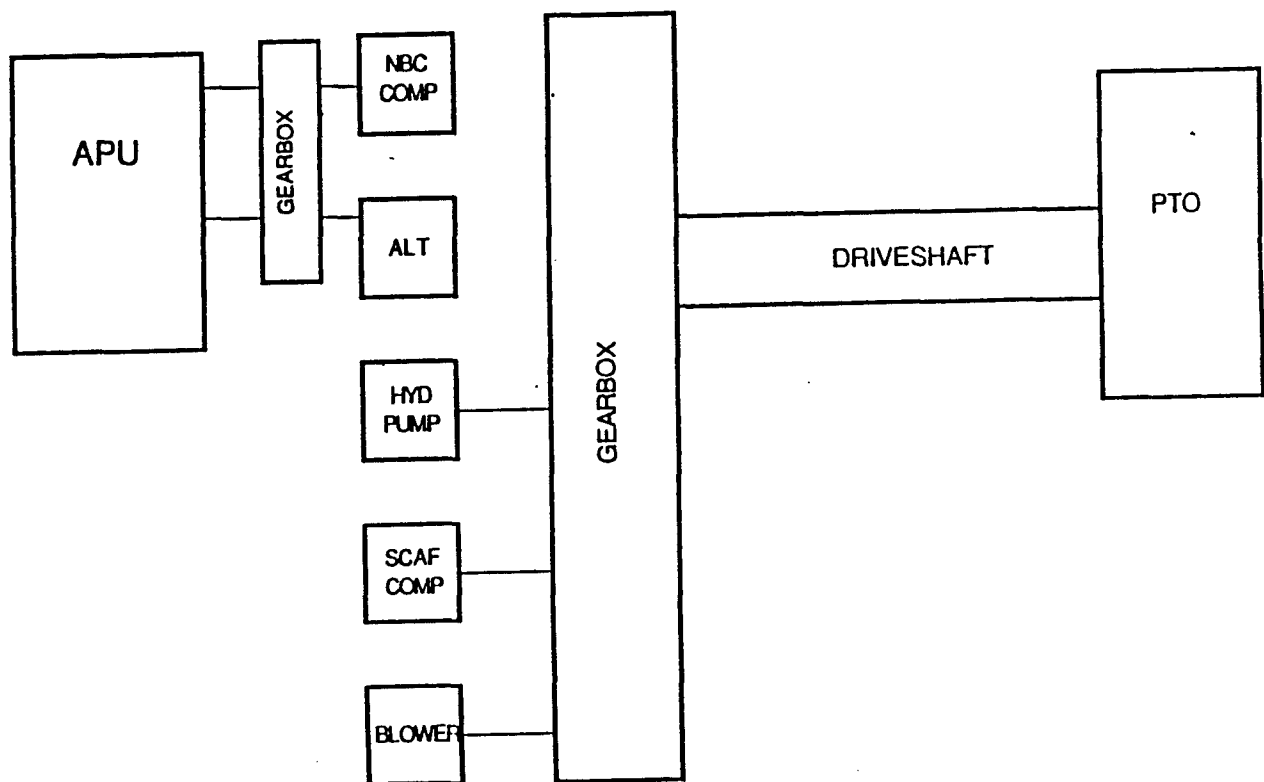 APU
GEARBOX
NBC
COMP
ALT
HYD
PUMP
SCAF
COMP
BLOWER
GEARBOX
DRIVESHAFT
PTO